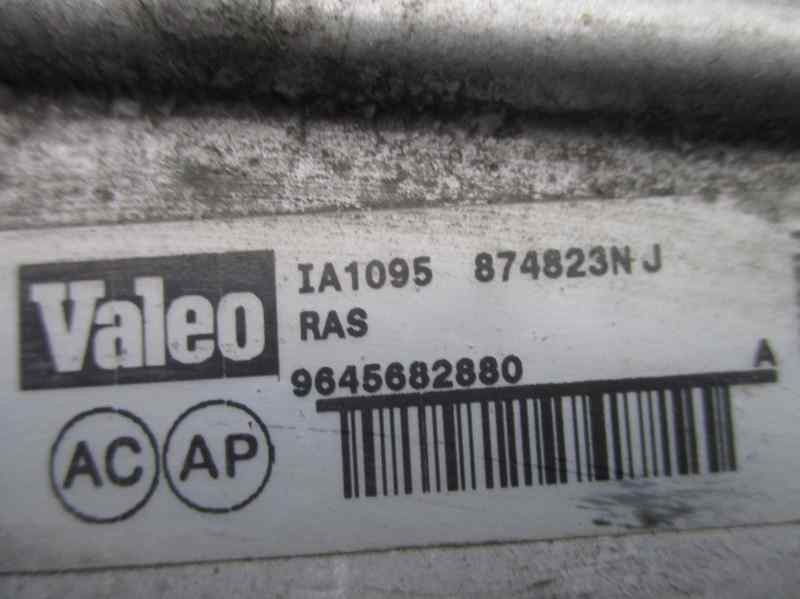 Valeo
IA1095 874823N J
RAS
9645682880
A
AC AP